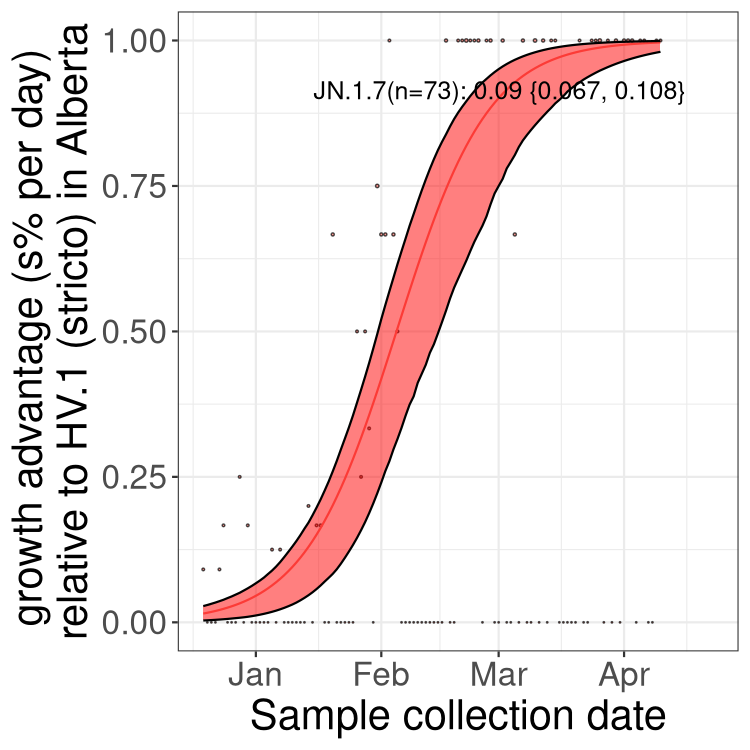 growth advantage (s% per day)
relative to HV.1 (stricto) in Alberta
1.00
JN.1.7(n=73): 0.09 {0.067, 0.108}
0.75
0.50
0.25
0.00
Jan Feb Mar Apr
Sample collection date